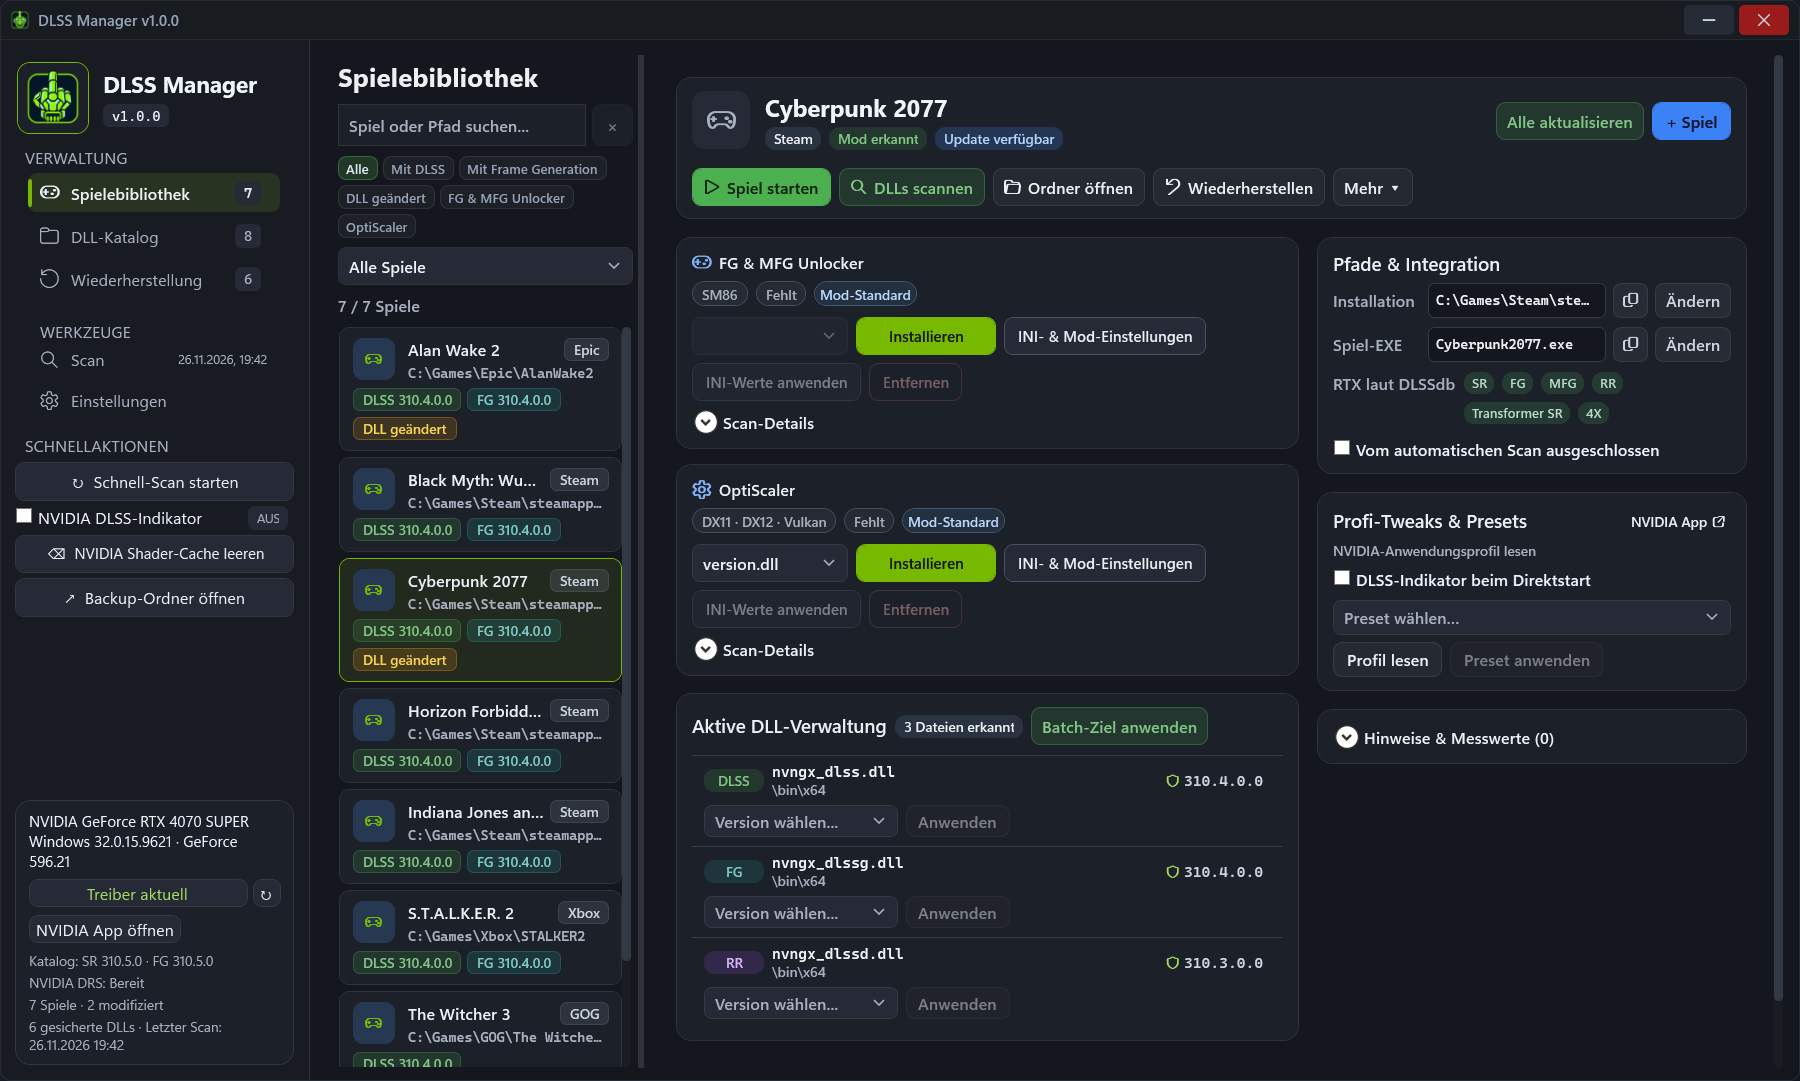 DLSS Manager v1.0.0
DLSS Manager
v1.0.0
VERWALTUNG
Spielebibliothek 7
DLL-Katalog 8
Wiederherstellung 6
WERKZEUGE
Scan 26.11.2026, 19:42
Einstellungen
SCHNELLAKTIONEN
↻ Schnell-Scan starten
NVIDIA DLSS-Indikator AUS
⌫ NVIDIA Shader-Cache leeren
↗ Backup-Ordner öffnen
NVIDIA GeForce RTX 4070 SUPER
Windows 32.0.15.9621 · GeForce
596.21
Treiber aktuell ↻
NVIDIA App öffnen
Katalog: SR 310.5.0 · FG 310.5.0
NVIDIA DRS: Bereit
7 Spiele · 2 modifiziert
6 gesicherte DLLs · Letzter Scan:
26.11.2026 19:42
Spielebibliothek
Spiel oder Pfad suchen... ×
Alle Mit DLSS Mit Frame Generation
DLL geändert FG & MFG Unlocker
OptiScaler
Alle Spiele
7 / 7 Spiele
Alan Wake 2 Epic
C:\Games\Epic\AlanWake2
DLSS 310.4.0.0 FG 310.4.0.0
DLL geändert
Black Myth: Wu... Steam
C:\Games\Steam\steamapp...
DLSS 310.4.0.0 FG 310.4.0.0
Cyberpunk 2077 Steam
C:\Games\Steam\steamapp...
DLSS 310.4.0.0 FG 310.4.0.0
DLL geändert
Horizon Forbidd... Steam
C:\Games\Steam\steamapp...
DLSS 310.4.0.0 FG 310.4.0.0
Indiana Jones an... Steam
C:\Games\Steam\steamapp...
DLSS 310.4.0.0 FG 310.4.0.0
S.T.A.L.K.E.R. 2 Xbox
C:\Games\Xbox\STALKER2
DLSS 310.4.0.0 FG 310.4.0.0
The Witcher 3 GOG
C:\Games\GOG\The Witche...
DLSS 310.4.0.0
Cyberpunk 2077
Steam Mod erkannt Update verfügbar
Alle aktualisieren + Spiel
Spiel starten DLLs scannen Ordner öffnen Wiederherstellen Mehr ▾
FG & MFG Unlocker
SM86 Fehlt Mod-Standard
Installieren INI- & Mod-Einstellungen
INI-Werte anwenden Entfernen
Scan-Details
OptiScaler
DX11 · DX12 · Vulkan Fehlt Mod-Standard
version.dll Installieren INI- & Mod-Einstellungen
INI-Werte anwenden Entfernen
Scan-Details
Aktive DLL-Verwaltung 3 Dateien erkannt Batch-Ziel anwenden
DLSS nvngx_dlss.dll 310.4.0.0
\bin\x64
Version wählen... Anwenden
FG nvngx_dlssg.dll 310.4.0.0
\bin\x64
Version wählen... Anwenden
RR nvngx_dlssd.dll 310.3.0.0
\bin\x64
Version wählen... Anwenden
Pfade & Integration
Installation C:\Games\Steam\ste... Ändern
Spiel-EXE Cyberpunk2077.exe Ändern
RTX laut DLSSdb SR FG MFG RR
Transformer SR 4X
Vom automatischen Scan ausgeschlossen
Profi-Tweaks & Presets NVIDIA App
NVIDIA-Anwendungsprofil lesen
DLSS-Indikator beim Direktstart
Preset wählen...
Profil lesen Preset anwenden
Hinweise & Messwerte (0)